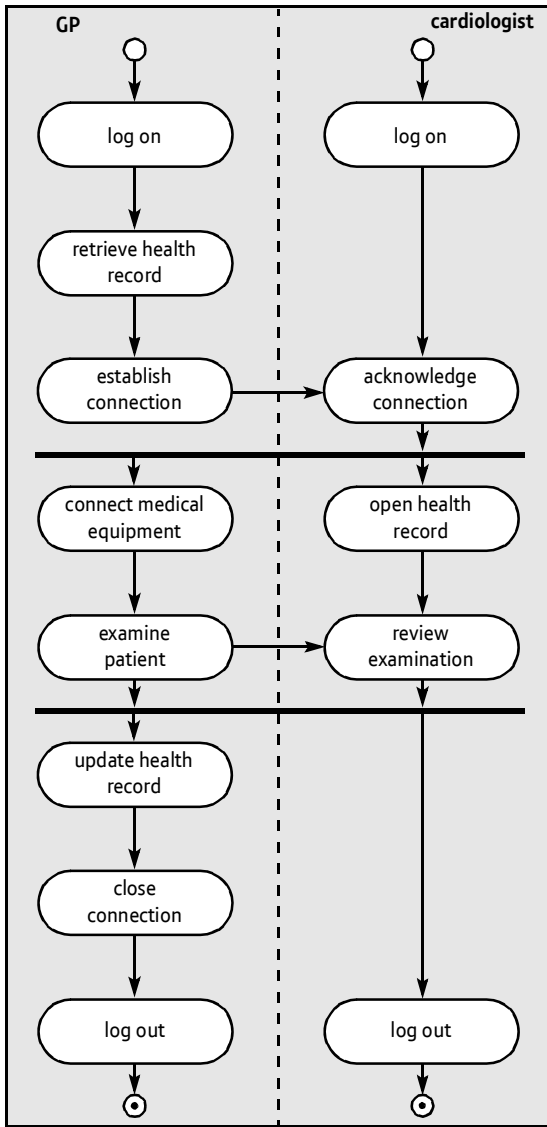 GP
cardiologist
log on
log on
retrieve health
record
establish
connection
acknowledge
connection
connect medical
equipment
open health
record
examine
patient
review
examination
update health
record
close
connection
log out
log out